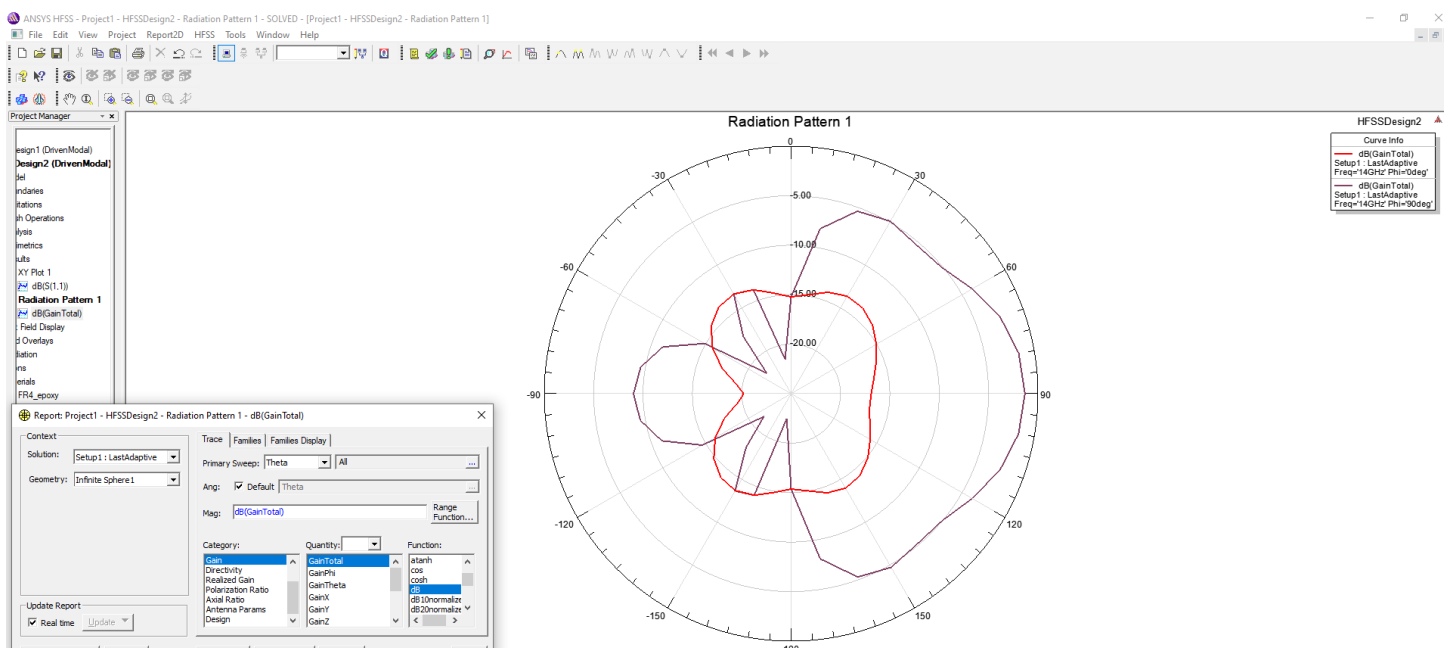 ANSYS HFSS - Project1 - HFSSDesign2 - Radiation Pattern 1 - SOLVED - [Project1 - HFSSDesign2 - Radiation Pattern 1]
File Edit View Project Report2D HFSS Tools Window Help
Project Manager
esign1 (DrivenModal)
Design2 (DrivenModal)
del
ndaries
itations
sh Operations
lysis
imetrics
ults
XY Plot 1
dB(S(1,1))
Radiation Pattern 1
dB(GainTotal)
Field Display
d Overlays
diation
ons
erials
FR4_epoxy
Radiation Pattern 1
HFSSDesign2
Curve Info
dB(GainTotal)
Setup1 : LastAdaptive
Freq='14GHz' Phi='0deg'
dB(GainTotal)
Setup1 : LastAdaptive
Freq='14GHz' Phi='90deg'
0
-30
30
-5.00
-10.00
-60
60
-15.00
-20.00
-90
90
-120
120
-150
150
Report: Project1 - HFSSDesign2 - Radiation Pattern 1 - dB(GainTotal)
Context
Solution: Setup1 : LastAdaptive
Geometry: Infinite Sphere1
Update Report
Real time Update
Trace Families Families Display
Primary Sweep: Theta All ...
Ang: Default Theta ...
Mag: dB(GainTotal) Range Function...
Category:
Gain
Directivity
Realized Gain
Polarization Ratio
Axial Ratio
Antenna Params
Design
Quantity:
GainTotal
GainPhi
GainTheta
GainX
GainY
GainZ
Function:
atanh
cos
cosh
dB
dB10normalize
dB20normalize